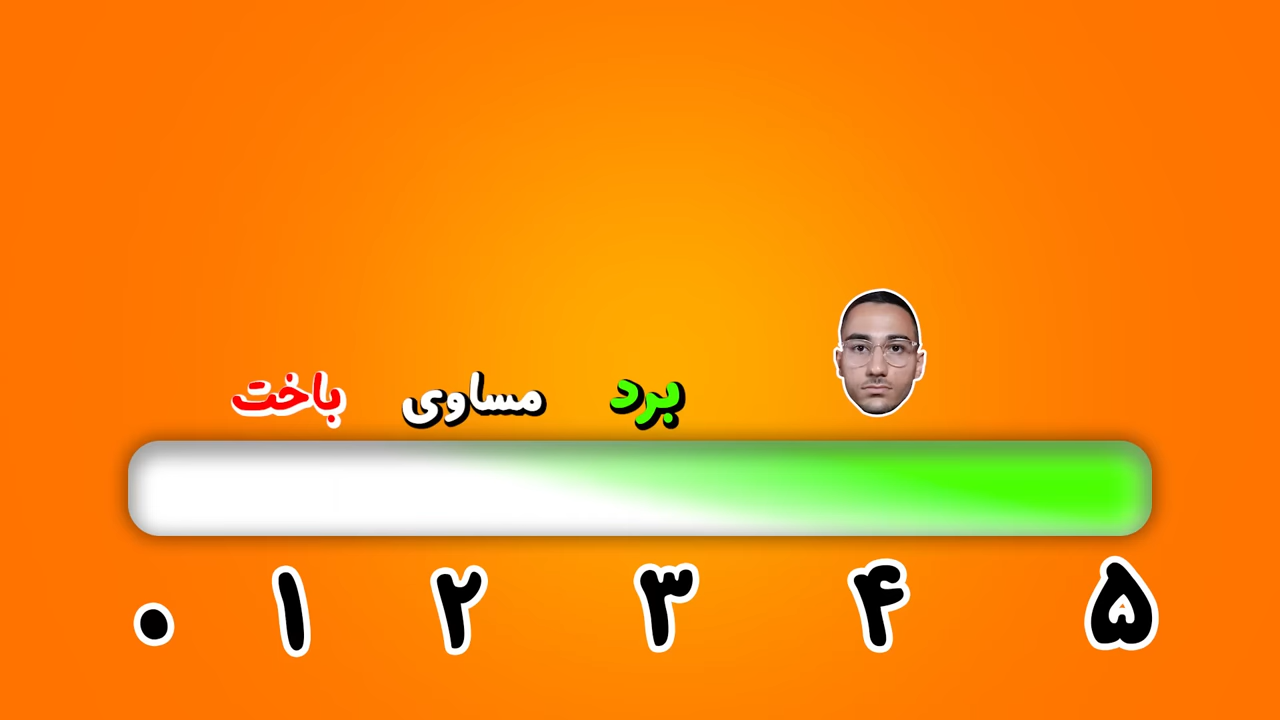 باخت مساوی برد
۰ ۱ ۲ ۳ ۴ ۵